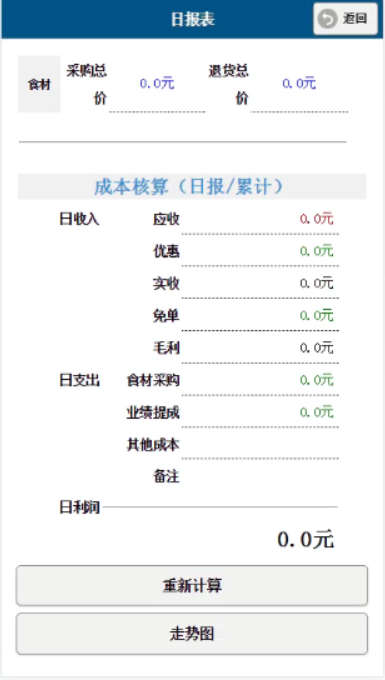 日报表
返回
食材 采购总价 0.0元 退货总价 0.0元
成本核算（日报/累计）
日收入 应收 0.0元
优惠 0.0元
实收 0.0元
免单 0.0元
毛利 0.0元
日支出 食材采购 0.0元
业绩提成 0.0元
其他成本
备注
日利润
0.0元
重新计算
走势图